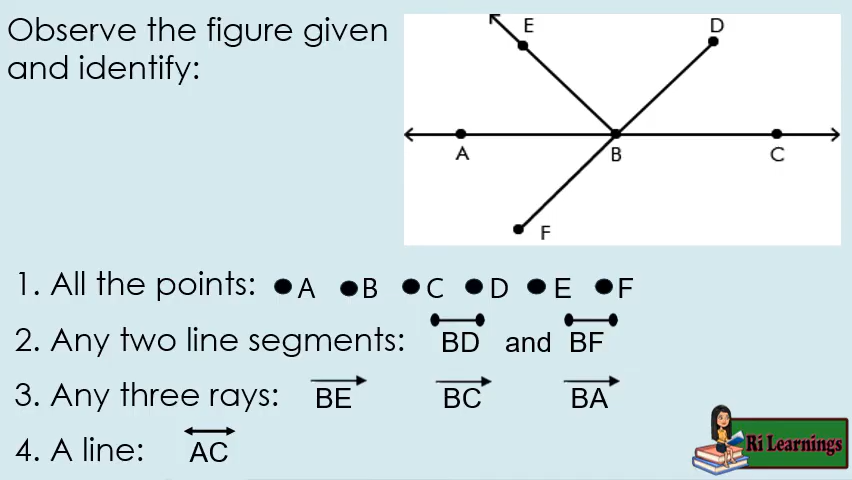 Observe the figure given
and identify:
E
D
A
B
C
F
1. All the points: A B C D E F
2. Any two line segments: BD and BF
3. Any three rays: BE BC BA
4. A line: AC
Ri Learnings